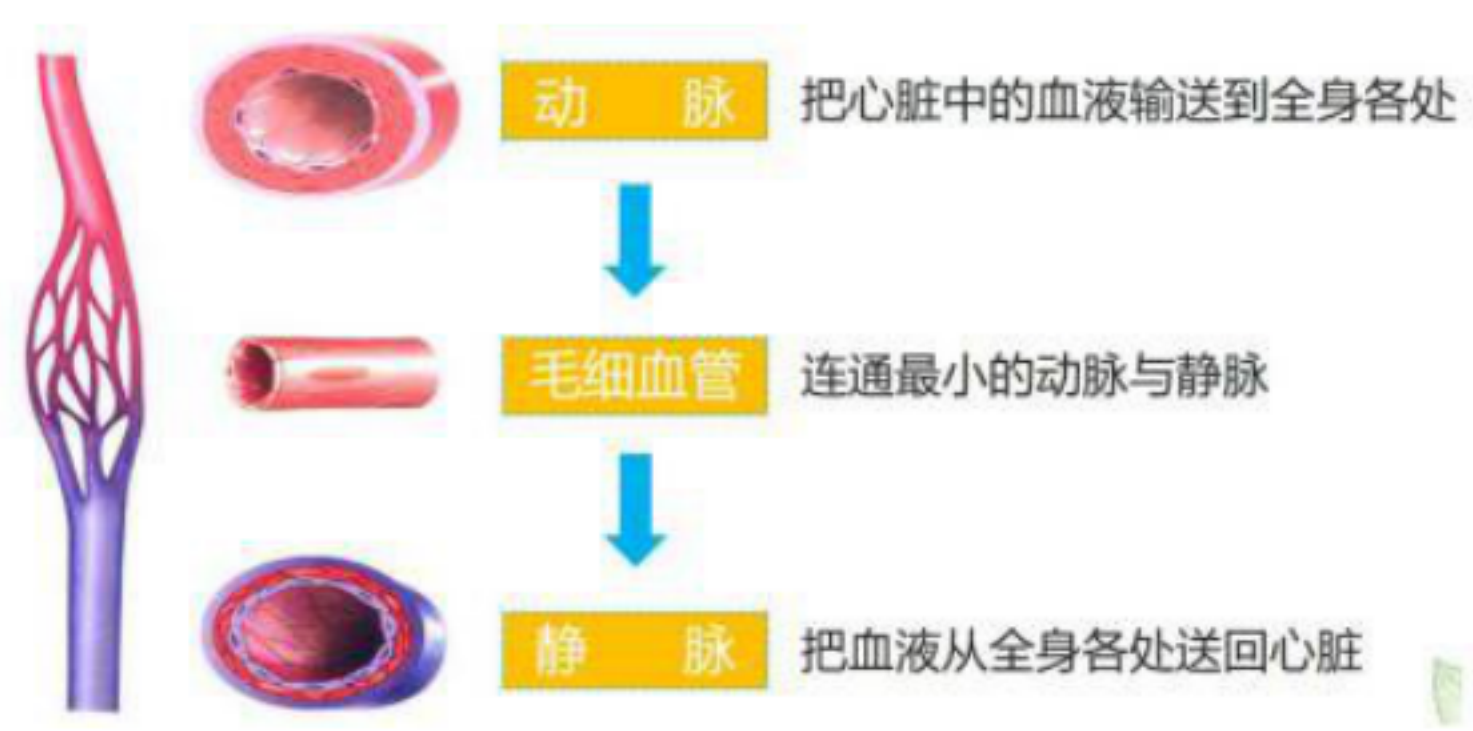 动 脉 把心脏中的血液输送到全身各处
毛细血管 连通最小的动脉与静脉
静 脉 把血液从全身各处送回心脏